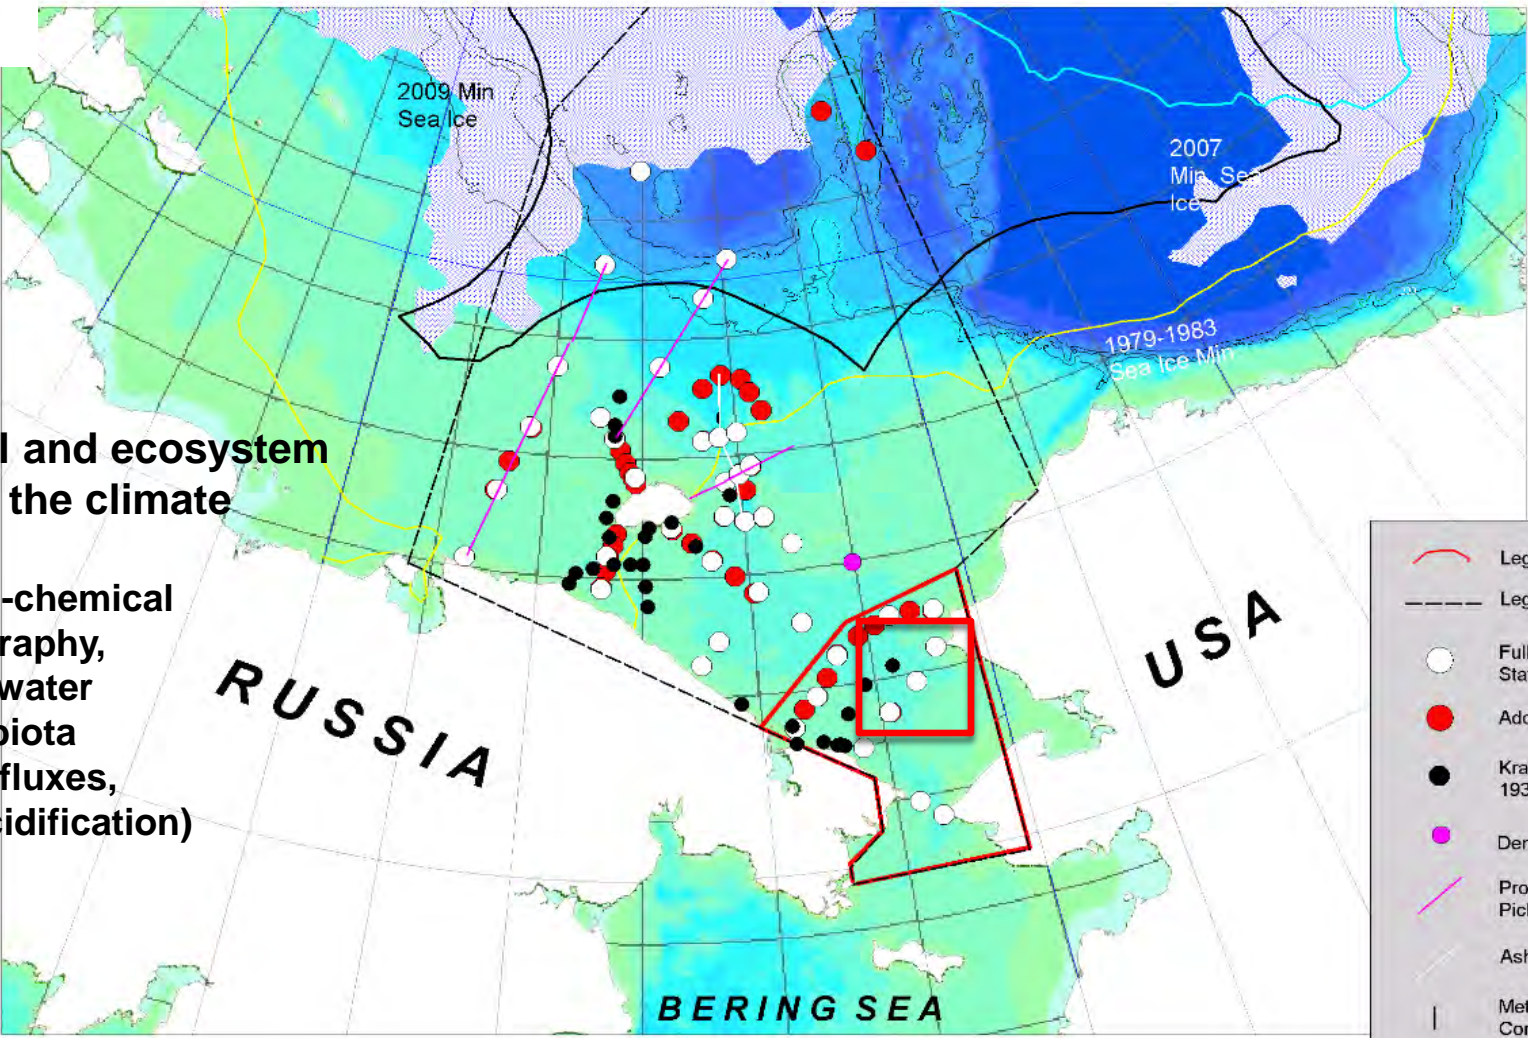 2009 Min
Sea Ice
2007
Min. Sea
Ice
1979-1983
Sea Ice Min
l and ecosystem
the climate
-chemical
raphy,
water
biota
fluxes,
cidification)
RUSSIA
USA
BERING SEA
Leg
Leg
Full
Sta
Add
Kra
193
Der
Pro
Pic
Ash
Met
Cor